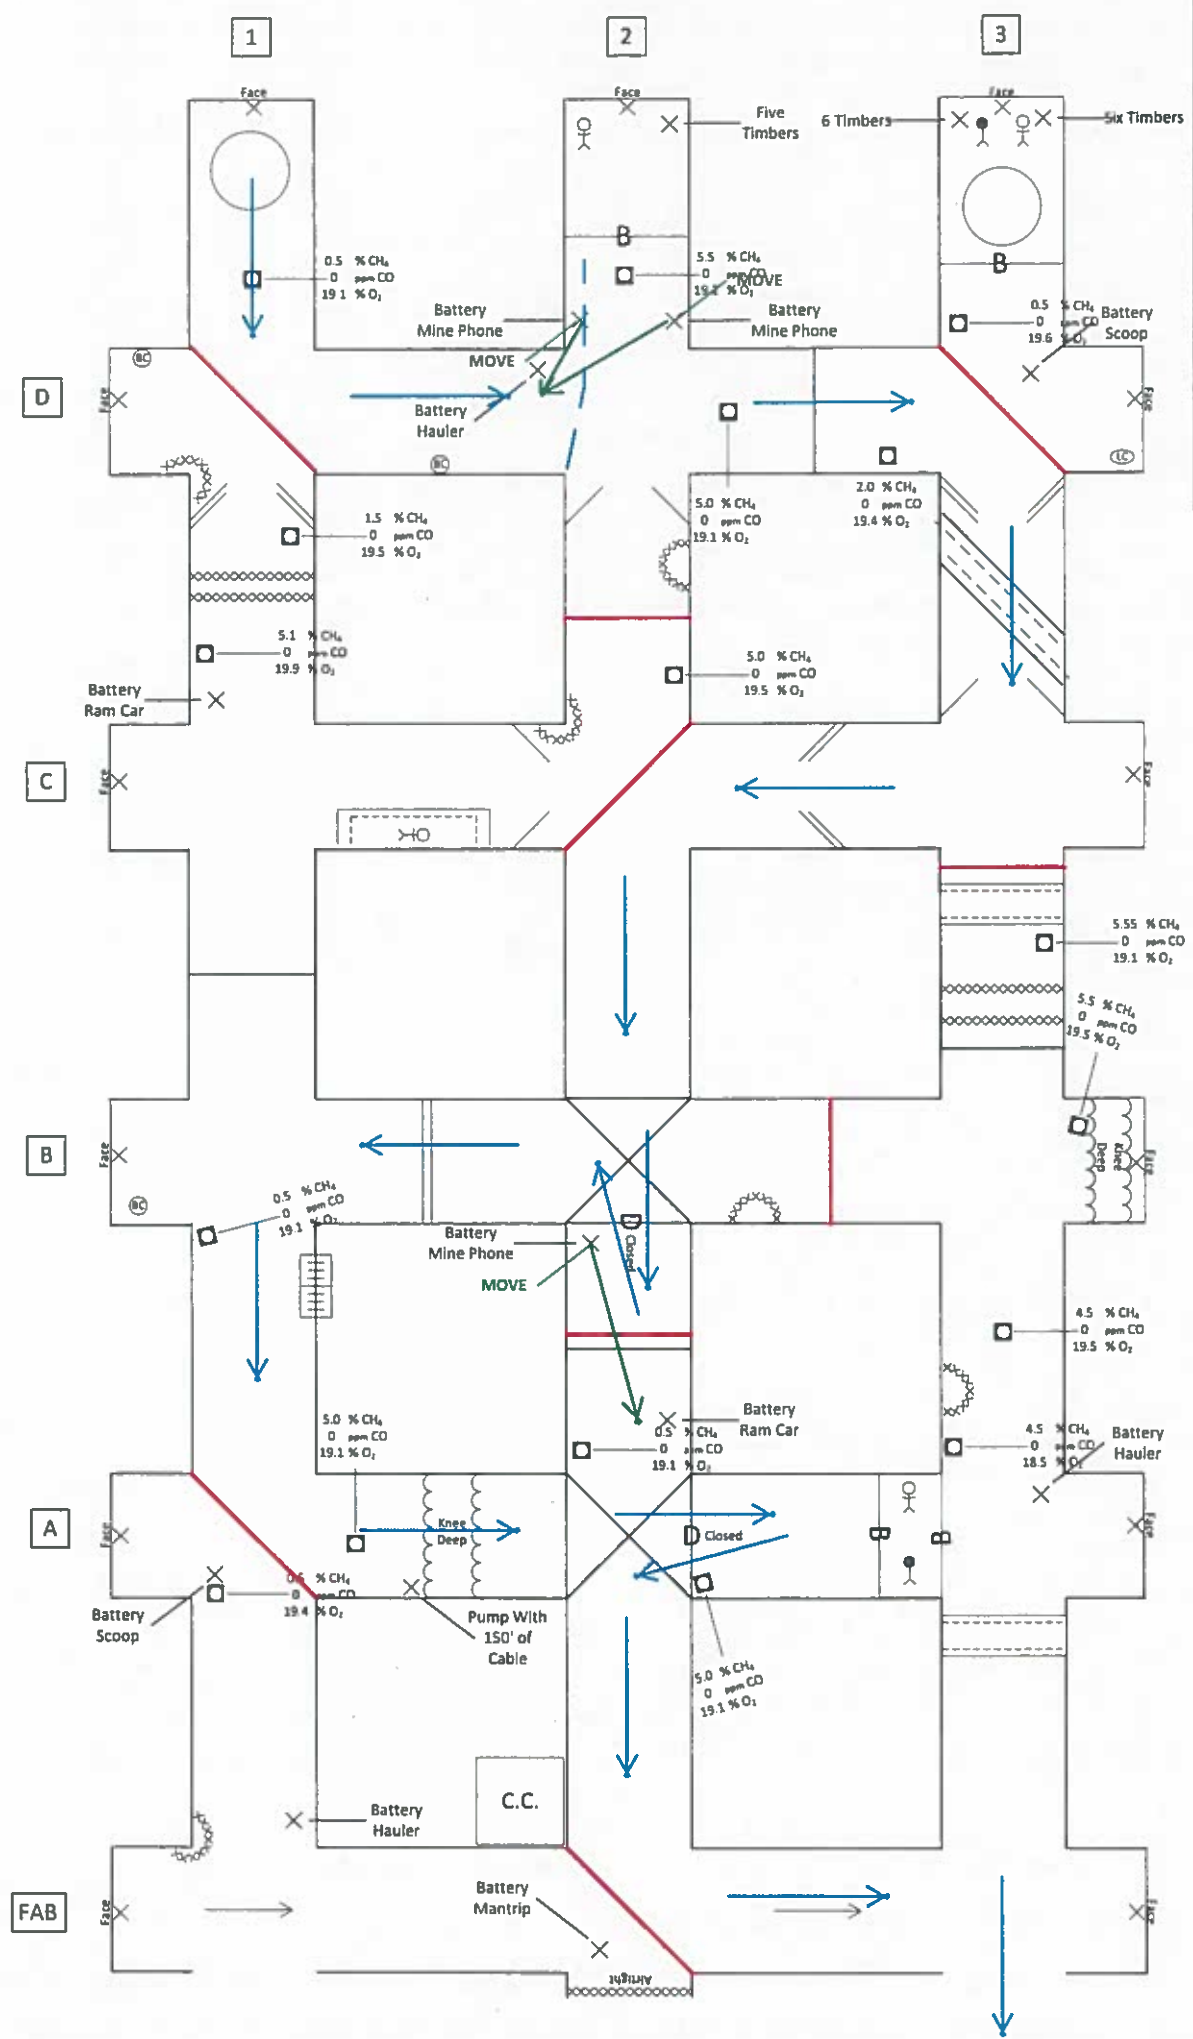 1
2
3
Face
Face
Face
Five
Timbers
6 Timbers
Six Timbers
B
B
0.5 % CH₄
0 ppm CO
19.1 % O₂
5.5 % CH₄
0 ppm CO
19.1 % O₂
MOVE
Battery
Mine Phone
Battery
Mine Phone
MOVE
0.5 % CH₄
0 ppm CO
19.6 % O₂
Battery
Scoop
BC
D
Face
Battery
Hauler
Face
BC
1.5 % CH₄
0 ppm CO
19.5 % O₂
5.0 % CH₄
0 ppm CO
19.1 % O₂
2.0 % CH₄
0 ppm CO
19.4 % O₂
5.1 % CH₄
0 ppm CO
19.9 % O₂
5.0 % CH₄
0 ppm CO
19.5 % O₂
Battery
Ram Car
C
Face
Face
5.55 % CH₄
0 ppm CO
19.1 % O₂
5.5 % CH₄
0 ppm CO
19.5 % O₂
B
Face
Knee
Deep
Face
BC
0.5 % CH₄
0 ppm CO
19.1 % O₂
D
Closed
Battery
Mine Phone
MOVE
4.5 % CH₄
0 ppm CO
19.5 % O₂
5.0 % CH₄
0 ppm CO
19.1 % O₂
Battery
Ram Car
0.5 % CH₄
0 ppm CO
19.1 % O₂
4.5 % CH₄
0 ppm CO
18.5 % O₂
Battery
Hauler
A
Face
Knee
Deep
D Closed
B
B
Face
0.5 % CH₄
0 ppm CO
19.4 % O₂
Battery
Scoop
Pump With
150' of
Cable
5.0 % CH₄
0 ppm CO
19.1 % O₂
C.C.
Battery
Hauler
FAB
Face
Battery
Mantrip
Face
Airtight